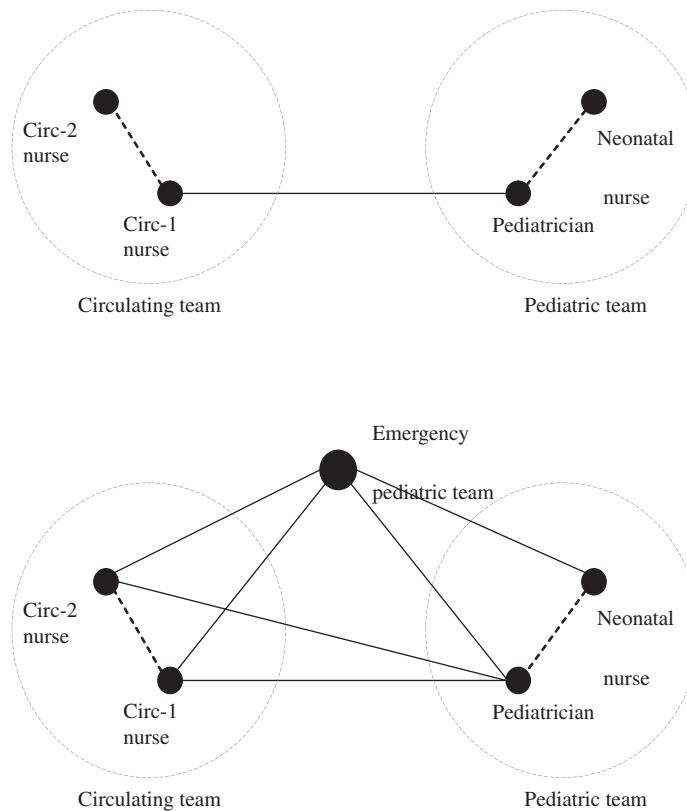 Circ-2
nurse
Neonatal
nurse
Circ-1
nurse
Pediatrician
Circulating team
Pediatric team
Emergency
pediatric team
Circ-2
nurse
Neonatal
nurse
Circ-1
nurse
Pediatrician
Circulating team
Pediatric team